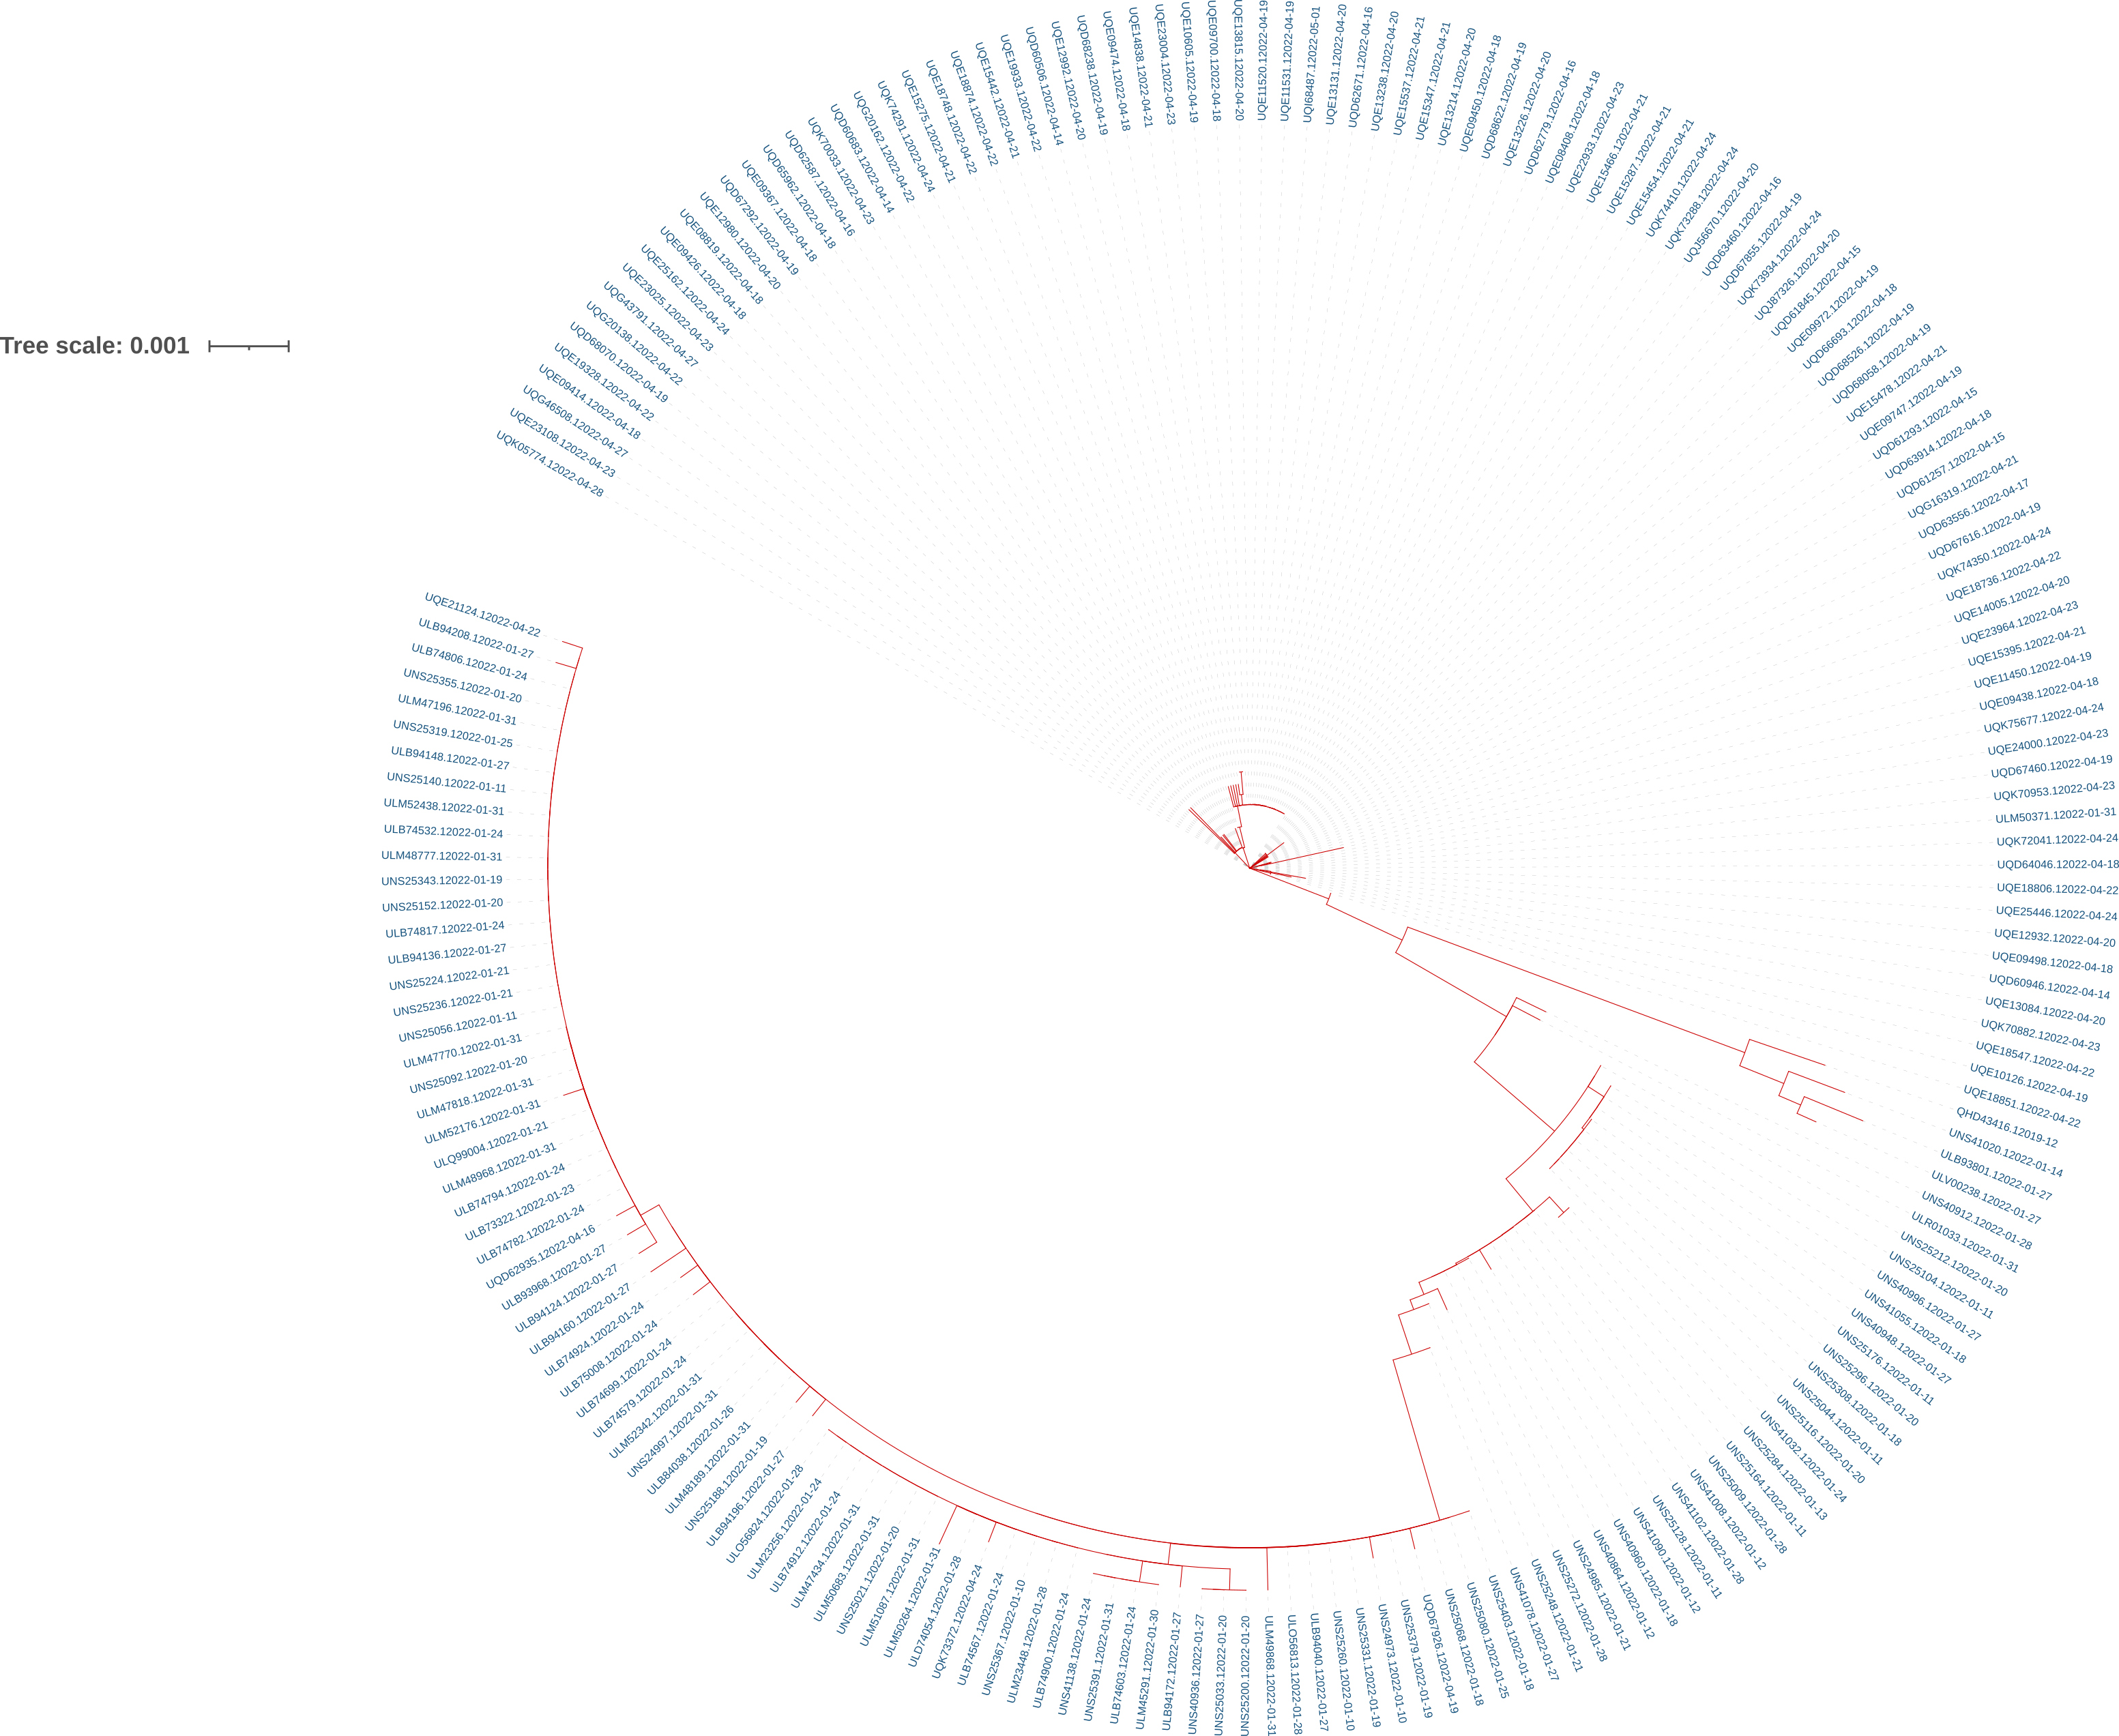 Tree scale: 0.001
UQK05774.12022-04-28
UQE23108.12022-04-23
UQG46508.12022-04-27
UQE09414.12022-04-18
UQE19328.12022-04-22
UQD68070.12022-04-19
UQG20138.12022-04-22
UQG43791.12022-04-27
UQE23025.12022-04-23
UQE25162.12022-04-24
UQE09426.12022-04-18
UQE08819.12022-04-18
UQE12980.12022-04-20
UQD67292.12022-04-19
UQE09367.12022-04-18
UQD65962.12022-04-18
UQD62587.12022-04-16
UQK70033.12022-04-23
UQD60683.12022-04-14
UQG20162.12022-04-22
UQK74291.12022-04-24
UQE15275.12022-04-21
UQE18748.12022-04-22
UQE18874.12022-04-22
UQE15442.12022-04-21
UQE19933.12022-04-22
UQD60506.12022-04-14
UQE12992.12022-04-20
UQD68238.12022-04-19
UQE09474.12022-04-18
UQE14838.12022-04-21
UQE23004.12022-04-23
UQE10605.12022-04-19
UQE09700.12022-04-18
UQE13815.12022-04-20
UQE11520.12022-04-19
UQE11531.12022-04-19
UQI68487.12022-05-01
UQE13131.12022-04-20
UQD62671.12022-04-16
UQE13238.12022-04-20
UQE15537.12022-04-21
UQE15347.12022-04-21
UQE13214.12022-04-20
UQE09450.12022-04-18
UQD68622.12022-04-19
UQE13226.12022-04-20
UQD62779.12022-04-16
UQE08408.12022-04-18
UQE22933.12022-04-23
UQE15466.12022-04-21
UQE15287.12022-04-21
UQE15454.12022-04-21
UQK74410.12022-04-24
UQK73288.12022-04-24
UQJ56670.12022-04-20
UQD63460.12022-04-16
UQD67855.12022-04-19
UQK73934.12022-04-24
UQJ87326.12022-04-20
UQD61845.12022-04-15
UQE09972.12022-04-19
UQD66693.12022-04-18
UQD68526.12022-04-19
UQD68058.12022-04-19
UQE15478.12022-04-21
UQE09747.12022-04-19
UQD61293.12022-04-15
UQD63914.12022-04-18
UQD61257.12022-04-15
UQG16319.12022-04-21
UQD63556.12022-04-17
UQD67616.12022-04-19
UQK74350.12022-04-24
UQE18736.12022-04-22
UQE14005.12022-04-20
UQE23964.12022-04-23
UQE15395.12022-04-21
UQE11450.12022-04-19
UQE09438.12022-04-18
UQK75677.12022-04-24
UQE24000.12022-04-23
UQD67460.12022-04-19
UQK70953.12022-04-23
ULM50371.12022-01-31
UQK72041.12022-04-24
UQD64046.12022-04-18
UQE18806.12022-04-22
UQE25446.12022-04-24
UQE12932.12022-04-20
UQE09498.12022-04-18
UQD60946.12022-04-14
UQE13084.12022-04-20
UQK70882.12022-04-23
UQE18547.12022-04-22
UQE10126.12022-04-19
UQE18851.12022-04-22
QHD43416.12019-12
UNS41020.12022-01-14
ULB93801.12022-01-27
ULV00238.12022-01-27
UNS40912.12022-01-28
ULR01033.12022-01-31
UNS25212.12022-01-20
UNS25104.12022-01-11
UNS40996.12022-01-27
UNS41055.12022-01-18
UNS40948.12022-01-27
UNS25176.12022-01-11
UNS25296.12022-01-20
UNS25308.12022-01-18
UNS25044.12022-01-11
UNS25116.12022-01-20
UNS41032.12022-01-24
UNS25284.12022-01-13
UNS25164.12022-01-11
UNS25009.12022-01-28
UNS41008.12022-01-12
UNS41102.12022-01-28
UNS25128.12022-01-11
UNS41090.12022-01-12
UNS40960.12022-01-18
UNS40864.12022-01-12
UNS24985.12022-01-21
UNS25272.12022-01-28
UNS25248.12022-01-21
UNS41078.12022-01-27
UNS25403.12022-01-18
UNS25080.12022-01-25
UNS25068.12022-01-18
UQD67926.12022-04-19
UNS25379.12022-01-19
UNS24973.12022-01-10
UNS25331.12022-01-19
UNS25260.12022-01-10
ULB94040.12022-01-27
ULO56813.12022-01-28
ULM49868.12022-01-31
UNS25200.12022-01-20
UNS25033.12022-01-20
UNS40936.12022-01-27
ULB94172.12022-01-27
ULM45291.12022-01-30
ULB74603.12022-01-24
UNS25391.12022-01-31
UNS41138.12022-01-24
ULB74900.12022-01-24
ULM23448.12022-01-28
UNS25367.12022-01-10
ULB74567.12022-01-24
UQK73372.12022-04-24
ULD74054.12022-01-28
ULM50264.12022-01-31
ULM51087.12022-01-31
UNS25021.12022-01-20
ULM50683.12022-01-31
ULM47434.12022-01-31
ULB74912.12022-01-24
ULM23256.12022-01-24
ULO56824.12022-01-28
ULB94196.12022-01-27
UNS25188.12022-01-19
ULM48189.12022-01-31
ULB84038.12022-01-26
UNS24997.12022-01-31
ULM52342.12022-01-31
ULB74579.12022-01-24
ULB74699.12022-01-24
ULB75008.12022-01-24
ULB74924.12022-01-24
ULB94160.12022-01-27
ULB94124.12022-01-27
ULB93968.12022-01-27
UQD62935.12022-04-16
ULB74782.12022-01-24
ULB73322.12022-01-23
ULB74794.12022-01-24
ULM48968.12022-01-31
ULQ99004.12022-01-21
ULM52176.12022-01-31
ULM47818.12022-01-31
UNS25092.12022-01-20
ULM47770.12022-01-31
UNS25056.12022-01-11
UNS25236.12022-01-21
UNS25224.12022-01-21
ULB94136.12022-01-27
ULB74817.12022-01-24
UNS25152.12022-01-20
UNS25343.12022-01-19
ULM48777.12022-01-31
ULB74532.12022-01-24
ULM52438.12022-01-31
UNS25140.12022-01-11
ULB94148.12022-01-27
UNS25319.12022-01-25
ULM47196.12022-01-31
UNS25355.12022-01-20
ULB74806.12022-01-24
ULB94208.12022-01-27
UQE21124.12022-04-22